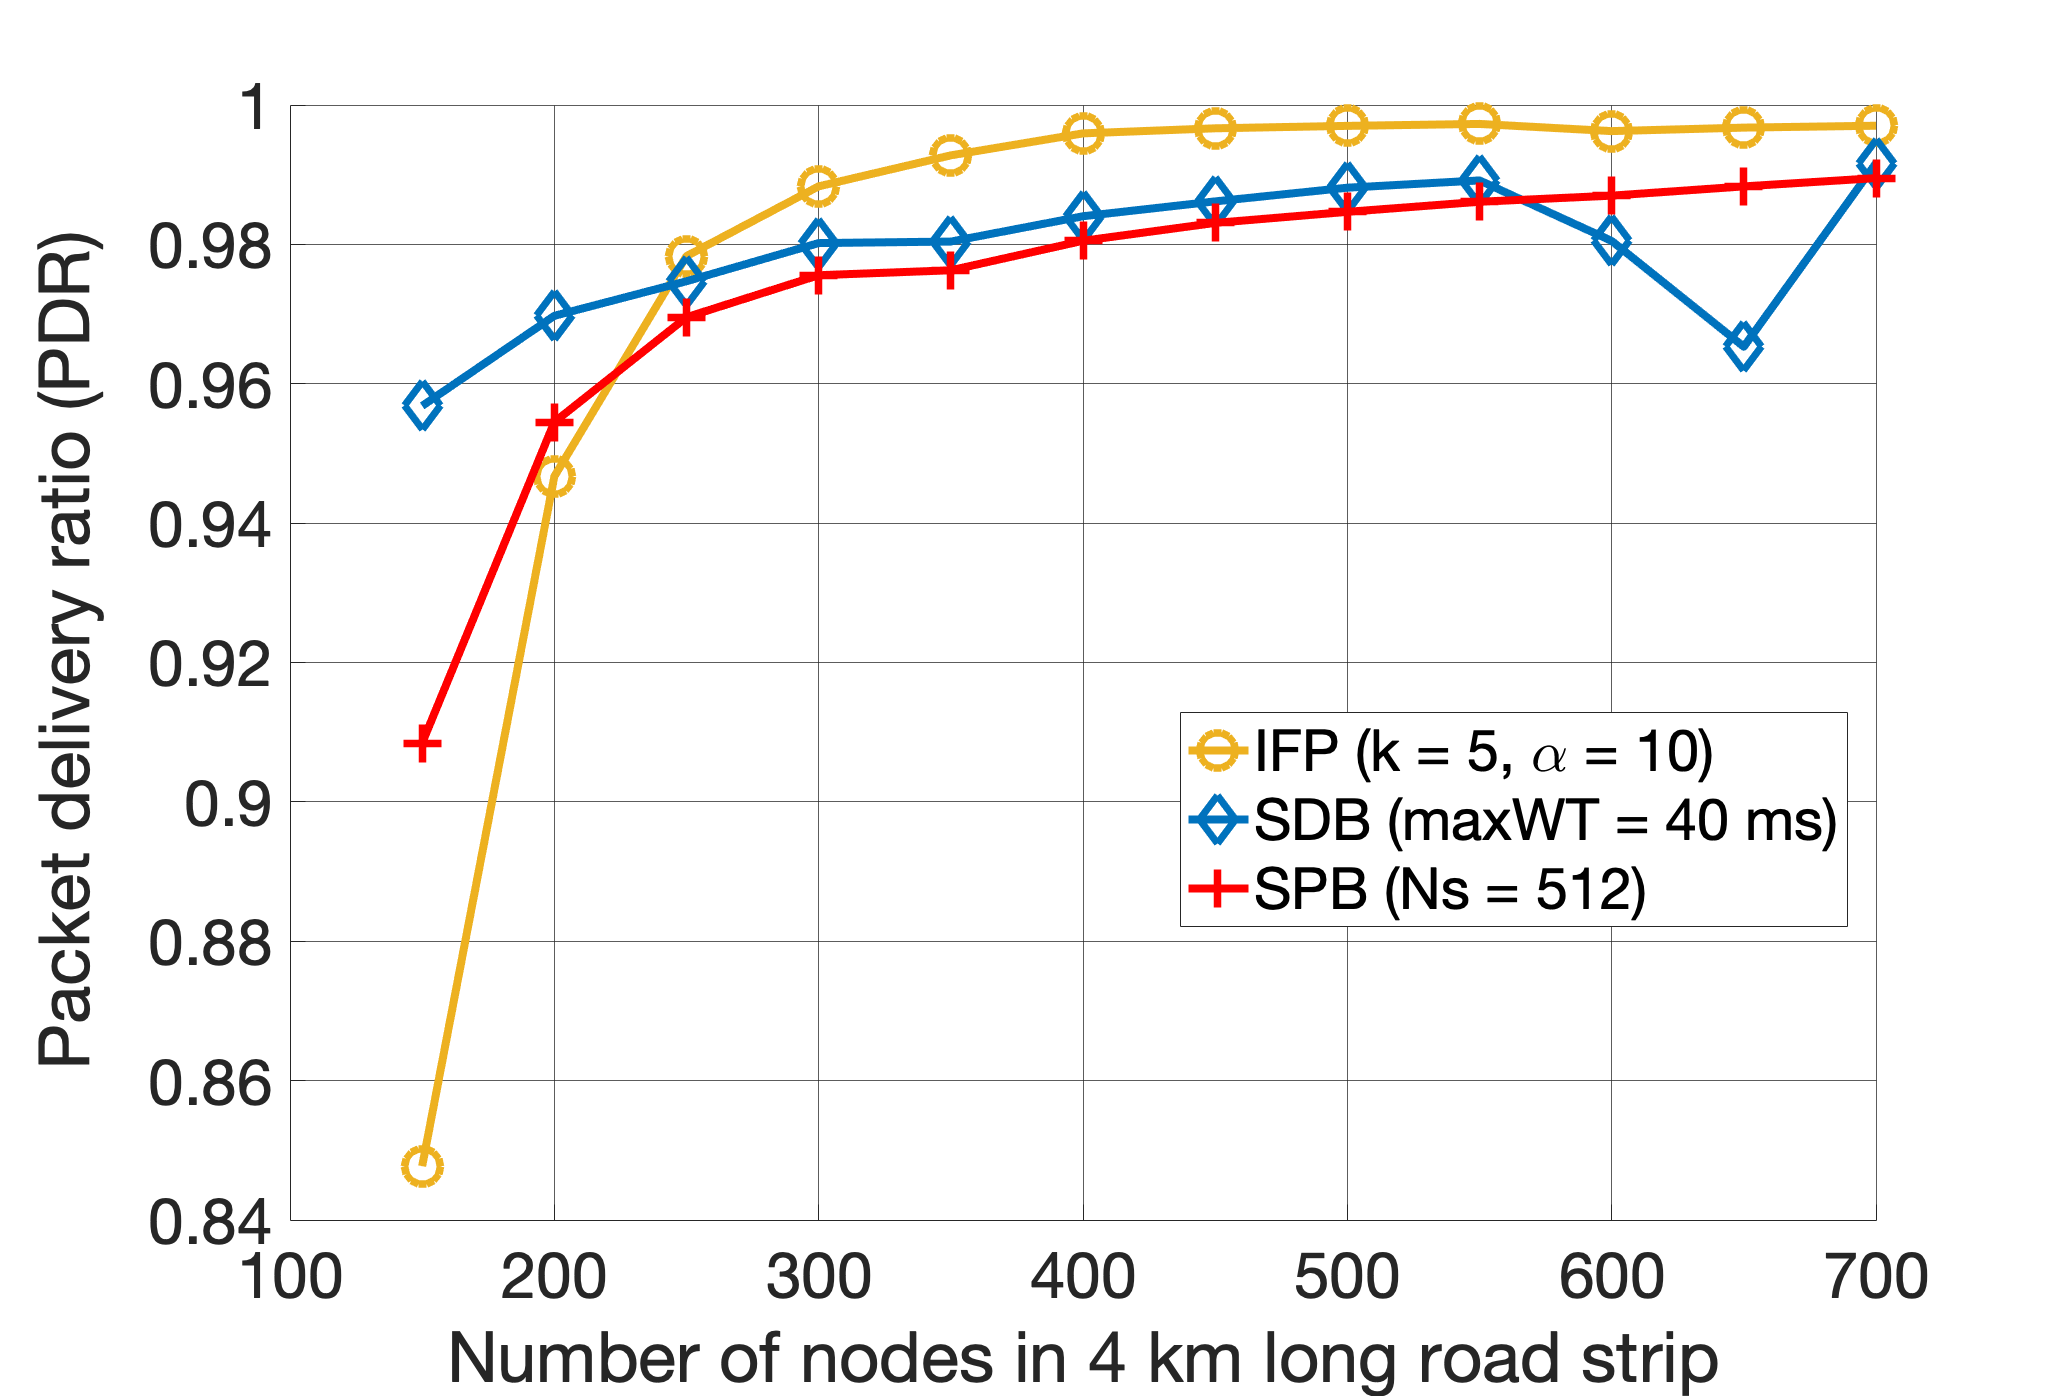 Packet delivery ratio (PDR)
1
0.98
0.96
0.94
0.92
0.9
0.88
0.86
0.84
IFP (k = 5, α = 10)
SDB (maxWT = 40 ms)
SPB (Ns = 512)
100 200 300 400 500 600 700
Number of nodes in 4 km long road strip